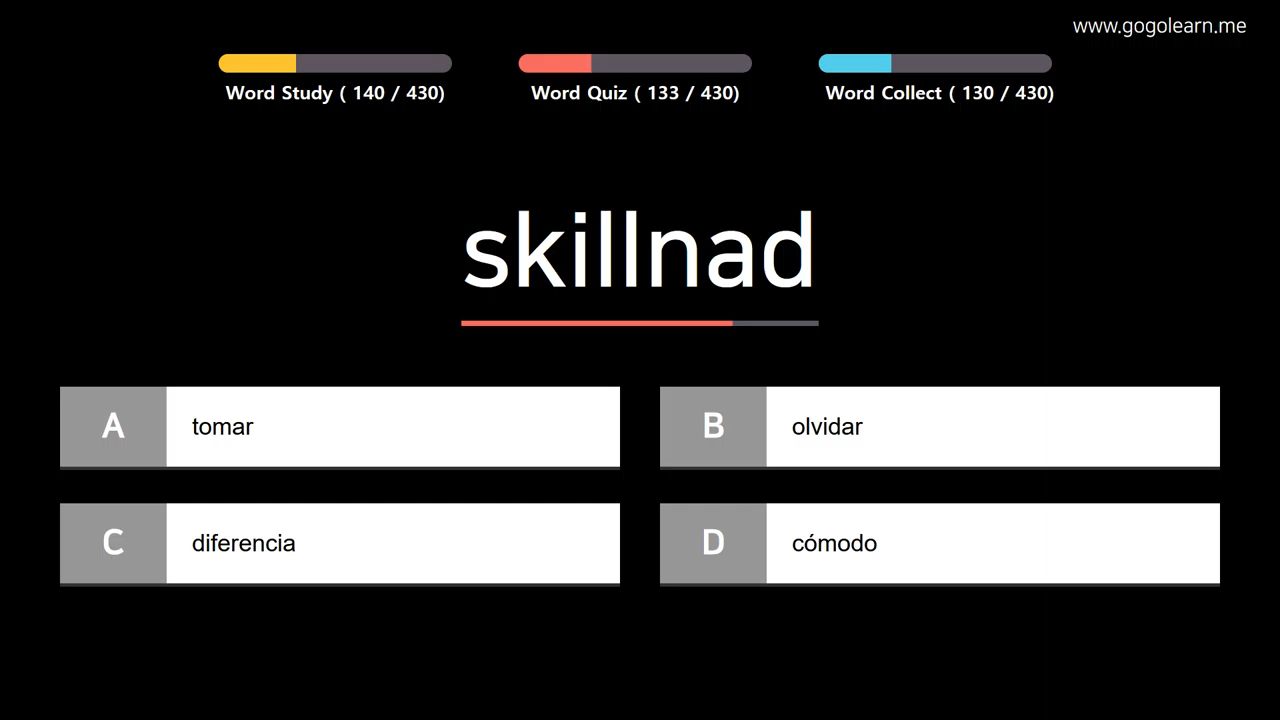 www.gogolearn.me
Word Study ( 140 / 430)
Word Quiz ( 133 / 430)
Word Collect ( 130 / 430)
skillnad
A tomar
B olvidar
C diferencia
D cómodo